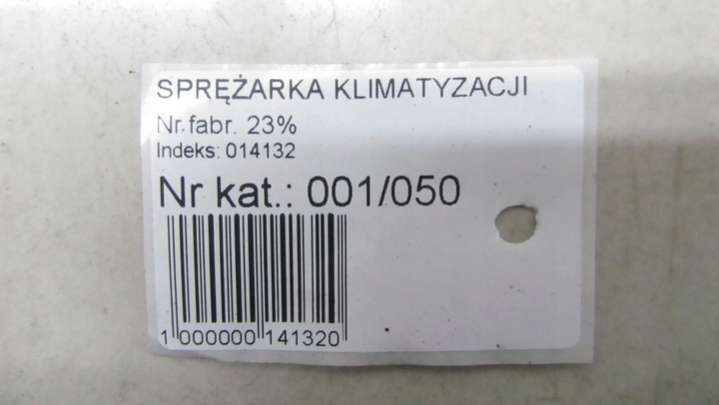 SPRĘŻARKA KLIMATYZACJI
Nr.fabr. 23%
Indeks: 014132
Nr kat.: 001/050
1 000000 141320